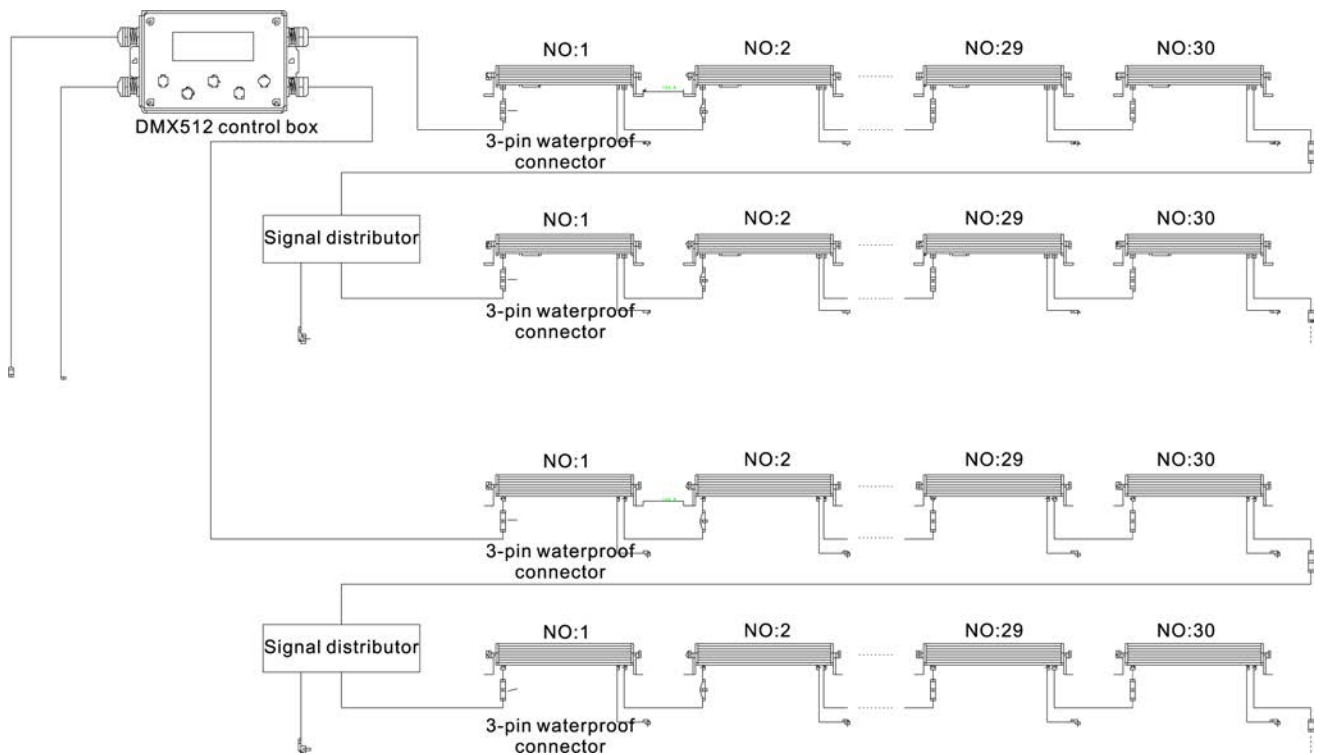 NO:1
NO:2
NO:29
NO:30
DMX512 control box
3-pin waterproof
connector
NO:1
NO:2
NO:29
NO:30
Signal distributor
3-pin waterproof
connector
NO:1
NO:2
NO:29
NO:30
3-pin waterproof
connector
NO:1
NO:2
NO:29
NO:30
Signal distributor
3-pin waterproof
connector